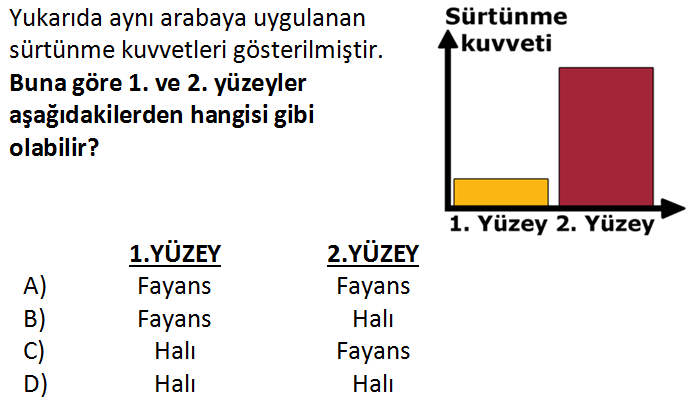 Yukarıda aynı arabaya uygulanan
sürtünme kuvvetleri gösterilmiştir.
Buna göre 1. ve 2. yüzeyler
aşağıdakilerden hangisi gibi
olabilir?
Sürtünme
kuvveti
1. Yüzey 2. Yüzey
1.YÜZEY 2.YÜZEY
A) Fayans Fayans
B) Fayans Halı
C) Halı Fayans
D) Halı Halı